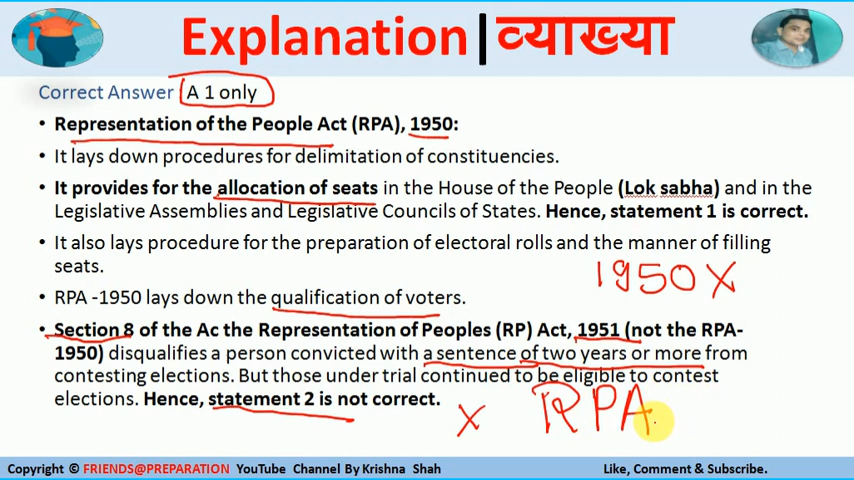 Explanation|व्याख्या
Correct Answer A 1 only
• Representation of the People Act (RPA), 1950:
• It lays down procedures for delimitation of constituencies.
• It provides for the allocation of seats in the House of the People (Lok sabha) and in the
Legislative Assemblies and Legislative Councils of States. Hence, statement 1 is correct.
• It also lays procedure for the preparation of electoral rolls and the manner of filling
seats.
1950 X
• RPA -1950 lays down the qualification of voters.
• Section 8 of the Ac the Representation of Peoples (RP) Act, 1951 (not the RPA-
1950) disqualifies a person convicted with a sentence of two years or more from
contesting elections. But those under trial continued to be eligible to contest
elections. Hence, statement 2 is not correct.
X RPA
Copyright © FRIENDS@PREPARATION YouTube Channel By Krishna Shah Like, Comment & Subscribe.